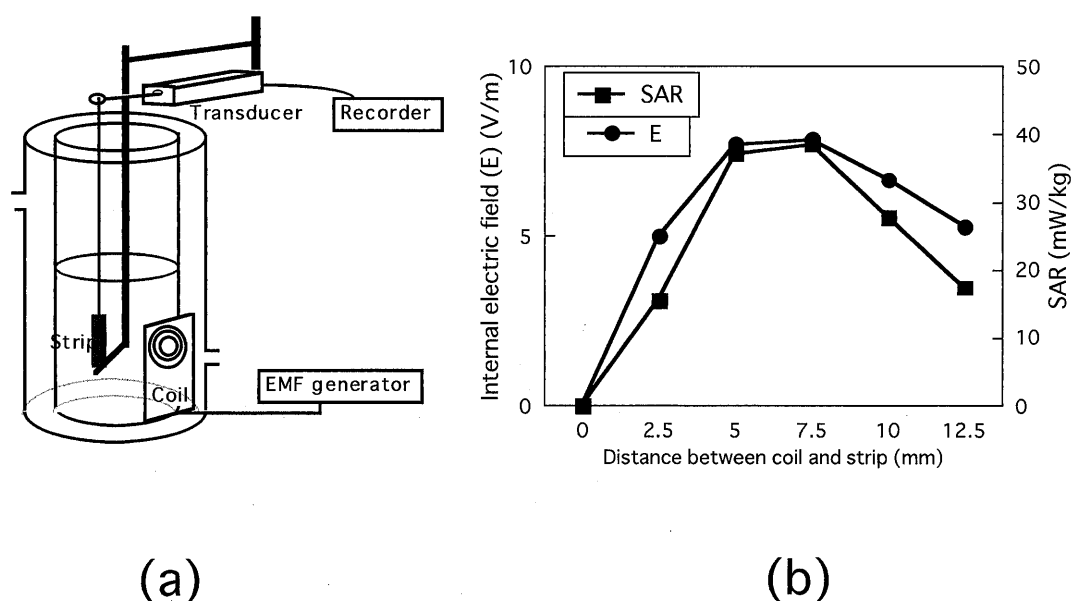 Transducer
Recorder
Strip
Coil
EMF generator
(a)
Internal electric field (E) (V/m)
10
5
0
SAR
E
50
40
30
20
10
0
SAR (mW/kg)
0 2.5 5 7.5 10 12.5
Distance between coil and strip (mm)
(b)